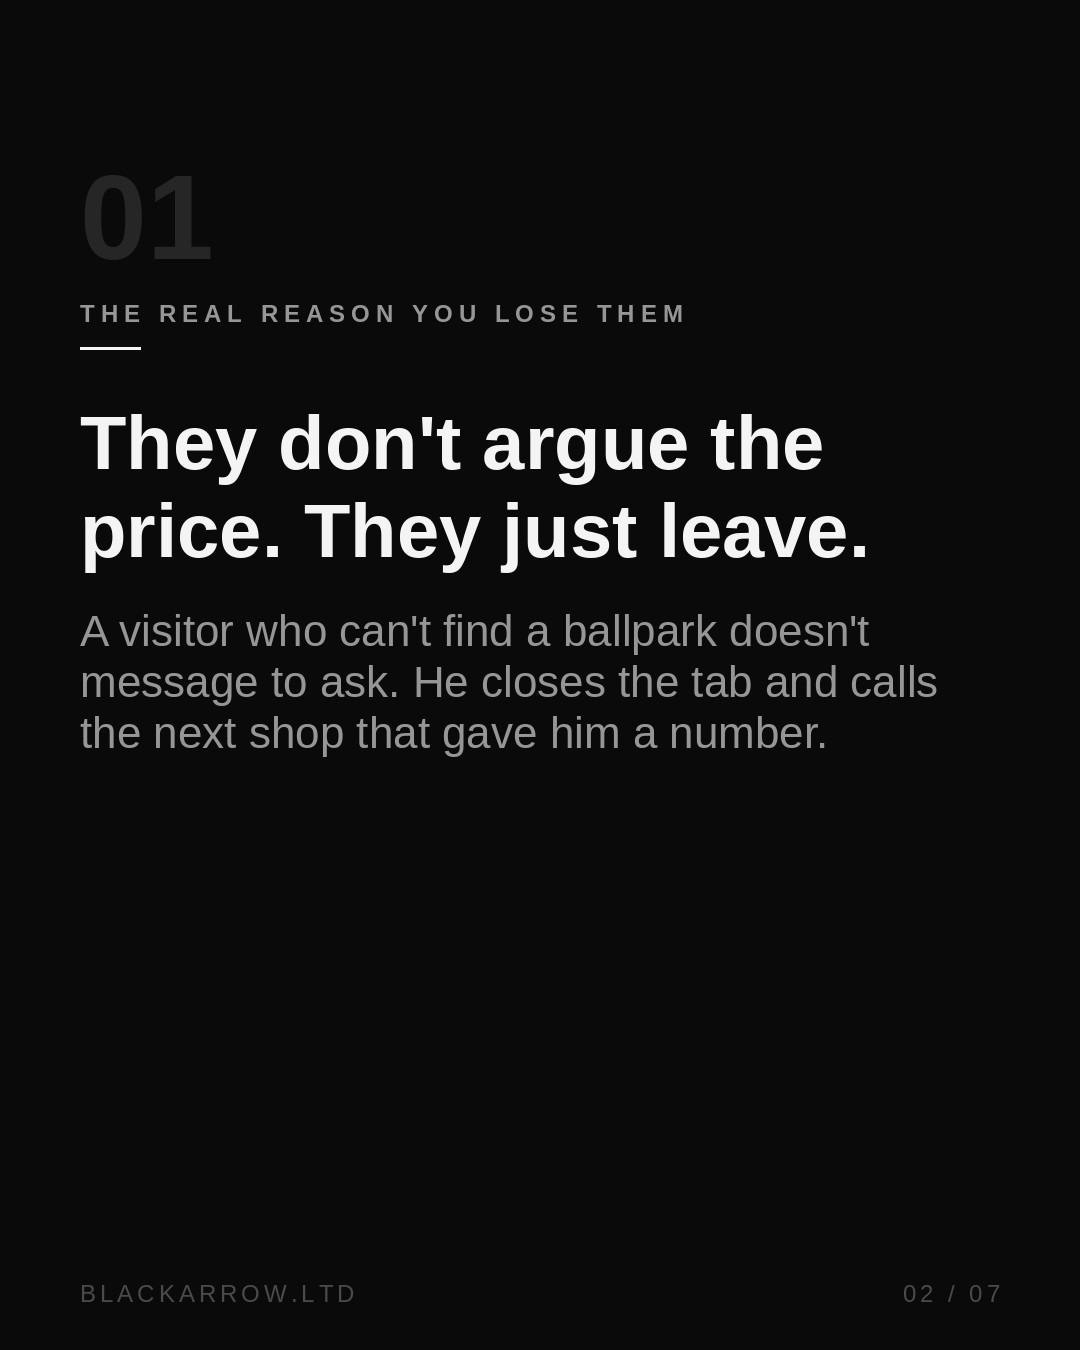 01
THE REAL REASON YOU LOSE THEM
They don't argue the
price. They just leave.
A visitor who can't find a ballpark doesn't
message to ask. He closes the tab and calls
the next shop that gave him a number.
BLACKARROW.LTD
02 / 07